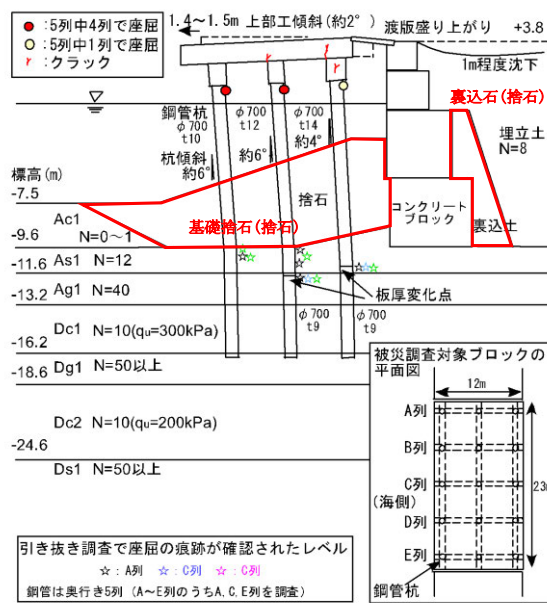 ●:5列中4列で座屈
○:5列中1列で座屈
r:クラック
1.4~1.5m 上部工傾斜(約2°)
渡版盛り上がり +3.8
1m程度沈下
裏込石(捨石)
鋼管杭
φ700
t10
φ700
t12
φ700
t14
約4°
約6°
杭傾斜
約6°
埋立土
N=8
標高(m)
-7.5
捨石
コンクリート
ブロック
基礎捨石(捨石)
裏込土
Ac1
N=0~1
-9.6
As1 N=12
-11.6
Ag1 N=40
板厚変化点
-13.2
φ700
t9
φ700
t9
Dc1 N=10(qu=300kPa)
-16.2
Dg1 N=50以上
-18.6
Dc2 N=10(qu=200kPa)
-24.6
Ds1 N=50以上
被災調査対象ブロックの
平面図
12m
A列
B列
C列
(海側)
D列
E列
23m
鋼管杭
引き抜き調査で座屈の痕跡が確認されたレベル
☆:A列 ☆:C列 ☆:C列
鋼管は奥行き5列(A~E列のうちA,C,E列を調査)